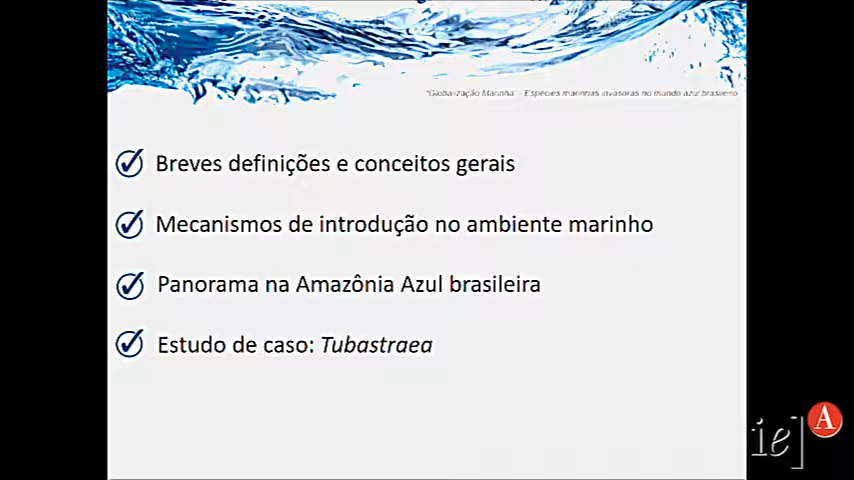 "Globalização Marinha" - Espécies marinhas invasoras no mundo azul brasileiro
Breves definições e conceitos gerais
Mecanismos de introdução no ambiente marinho
Panorama na Amazônia Azul brasileira
Estudo de caso: Tubastraea
ie] A